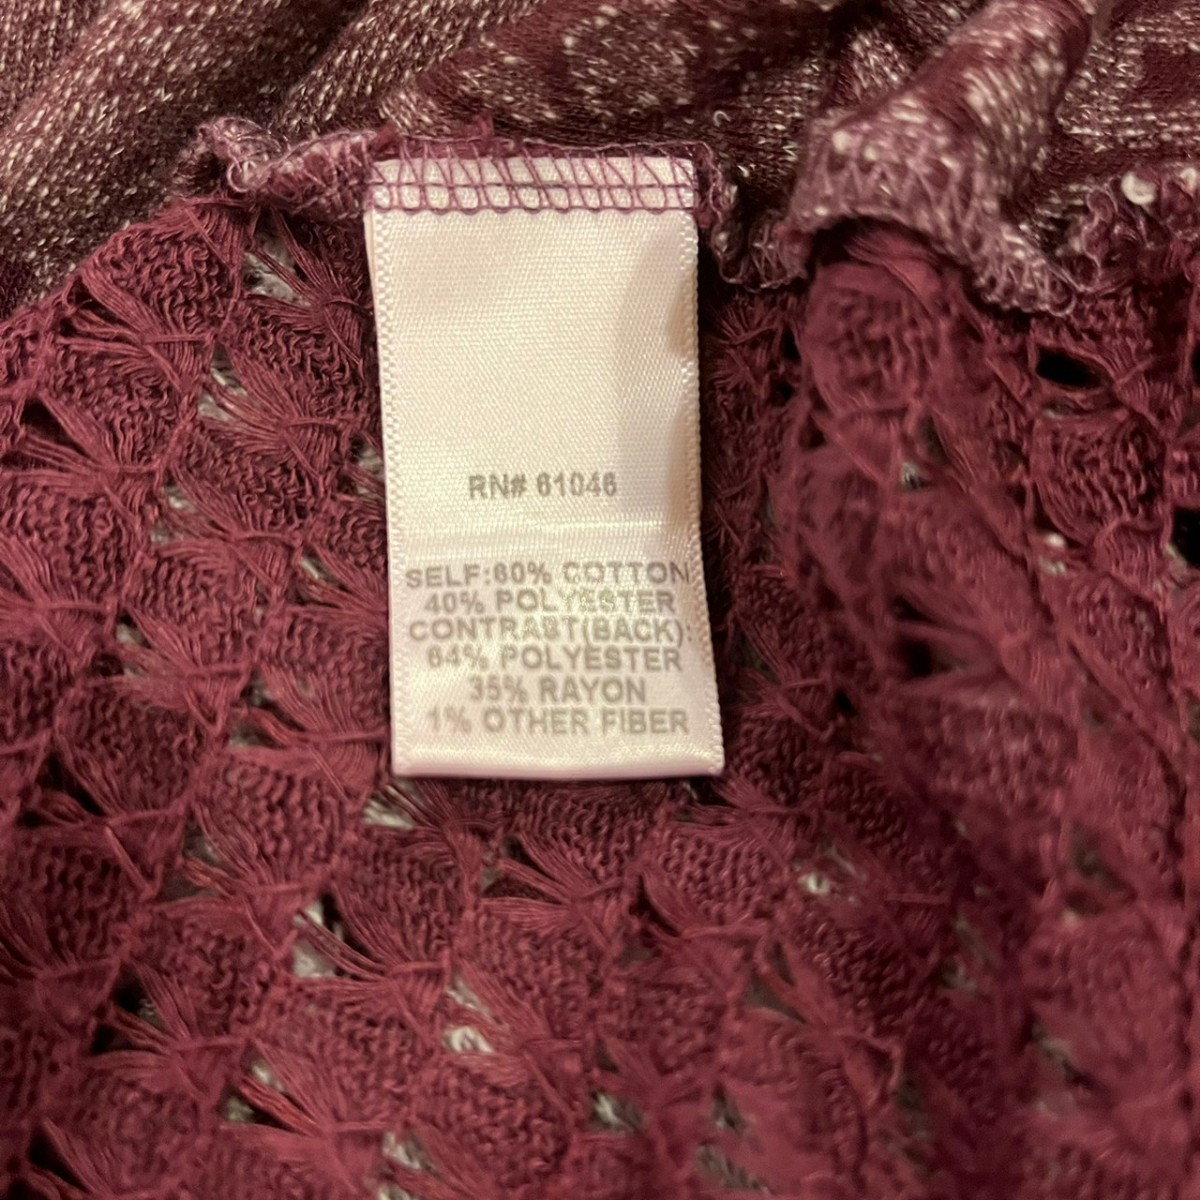 RN# 61046
SELF:60% COTTON
40% POLYESTER
CONTRAST(BACK):
64% POLYESTER
35% RAYON
1% OTHER FIBER